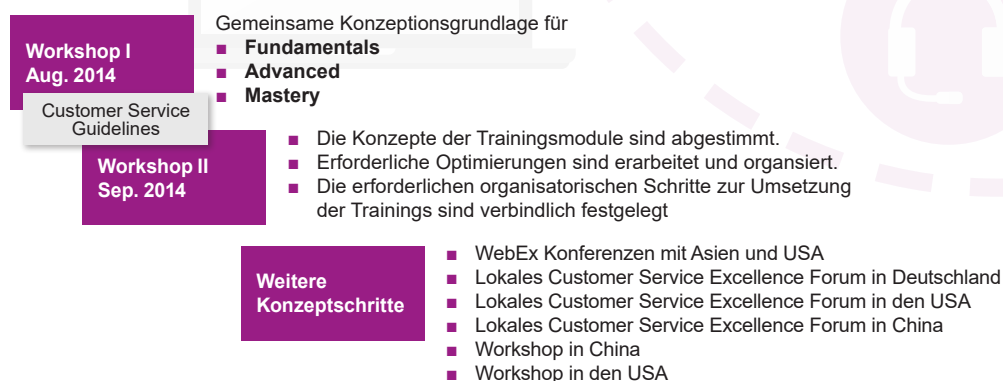 Gemeinsame Konzeptionsgrundlage für
Workshop I
Aug. 2014
■ Fundamentals
■ Advanced
■ Mastery
Customer Service
Guidelines
Workshop II
Sep. 2014
■ Die Konzepte der Trainingsmodule sind abgestimmt.
■ Erforderliche Optimierungen sind erarbeitet und organsiert.
■ Die erforderlichen organisatorischen Schritte zur Umsetzung
der Trainings sind verbindlich festgelegt
Weitere
Konzeptschritte
■ WebEx Konferenzen mit Asien und USA
■ Lokales Customer Service Excellence Forum in Deutschland
■ Lokales Customer Service Excellence Forum in den USA
■ Lokales Customer Service Excellence Forum in China
■ Workshop in China
■ Workshop in den USA